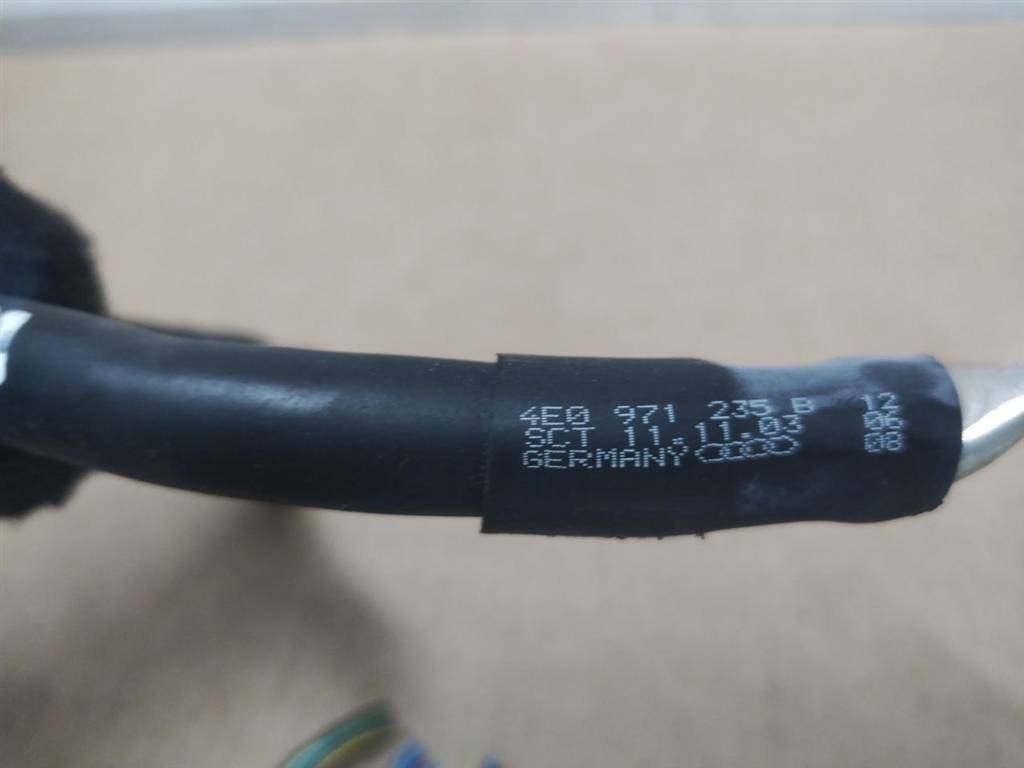 4E0 971 235 B 12
SCT 11.11.03 06
GERMANY 08